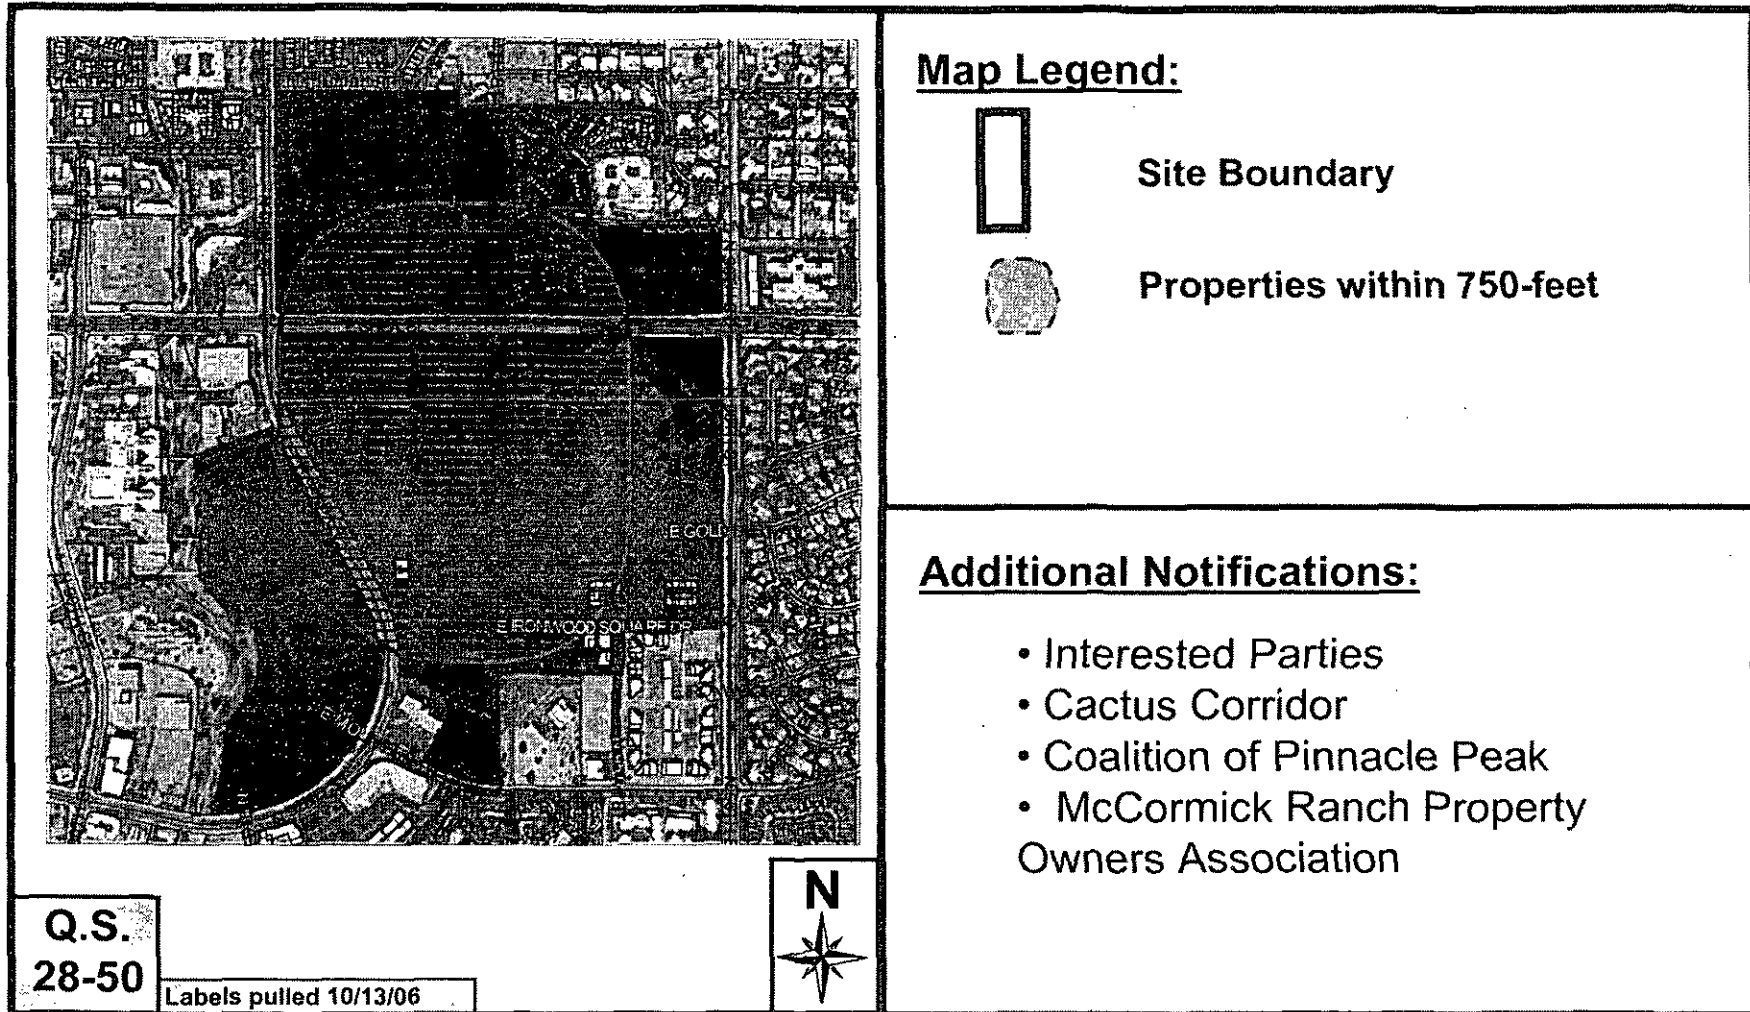 Map Legend:
Site Boundary
Properties within 750-feet
E GOLD
E IRONWOOD SQUARE DR
Additional Notifications:
• Interested Parties
• Cactus Corridor
• Coalition of Pinnacle Peak
• McCormick Ranch Property
Owners Association
N
Q.S.
28-50
Labels pulled 10/13/06